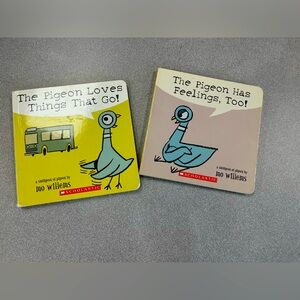 The Pigeon Loves
Things That Go!
a smidgeon of pigeon by
mo willems
SCHOLASTIC
The Pigeon Has
Feelings, Too!
a smidgeon of pigeon by
mo willems
SCHOLASTIC